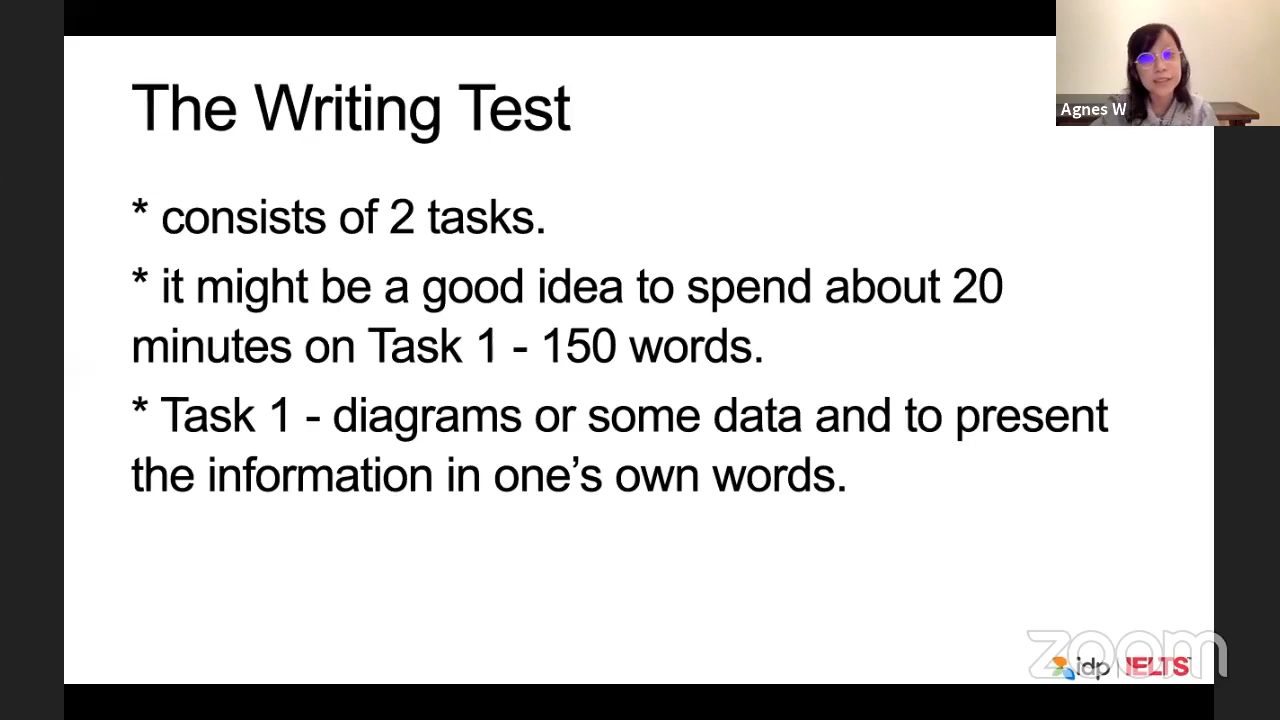 The Writing Test
Agnes W
* consists of 2 tasks.
* it might be a good idea to spend about 20
minutes on Task 1 - 150 words.
* Task 1 - diagrams or some data and to present
the information in one’s own words.
zoom
idp IELTS™